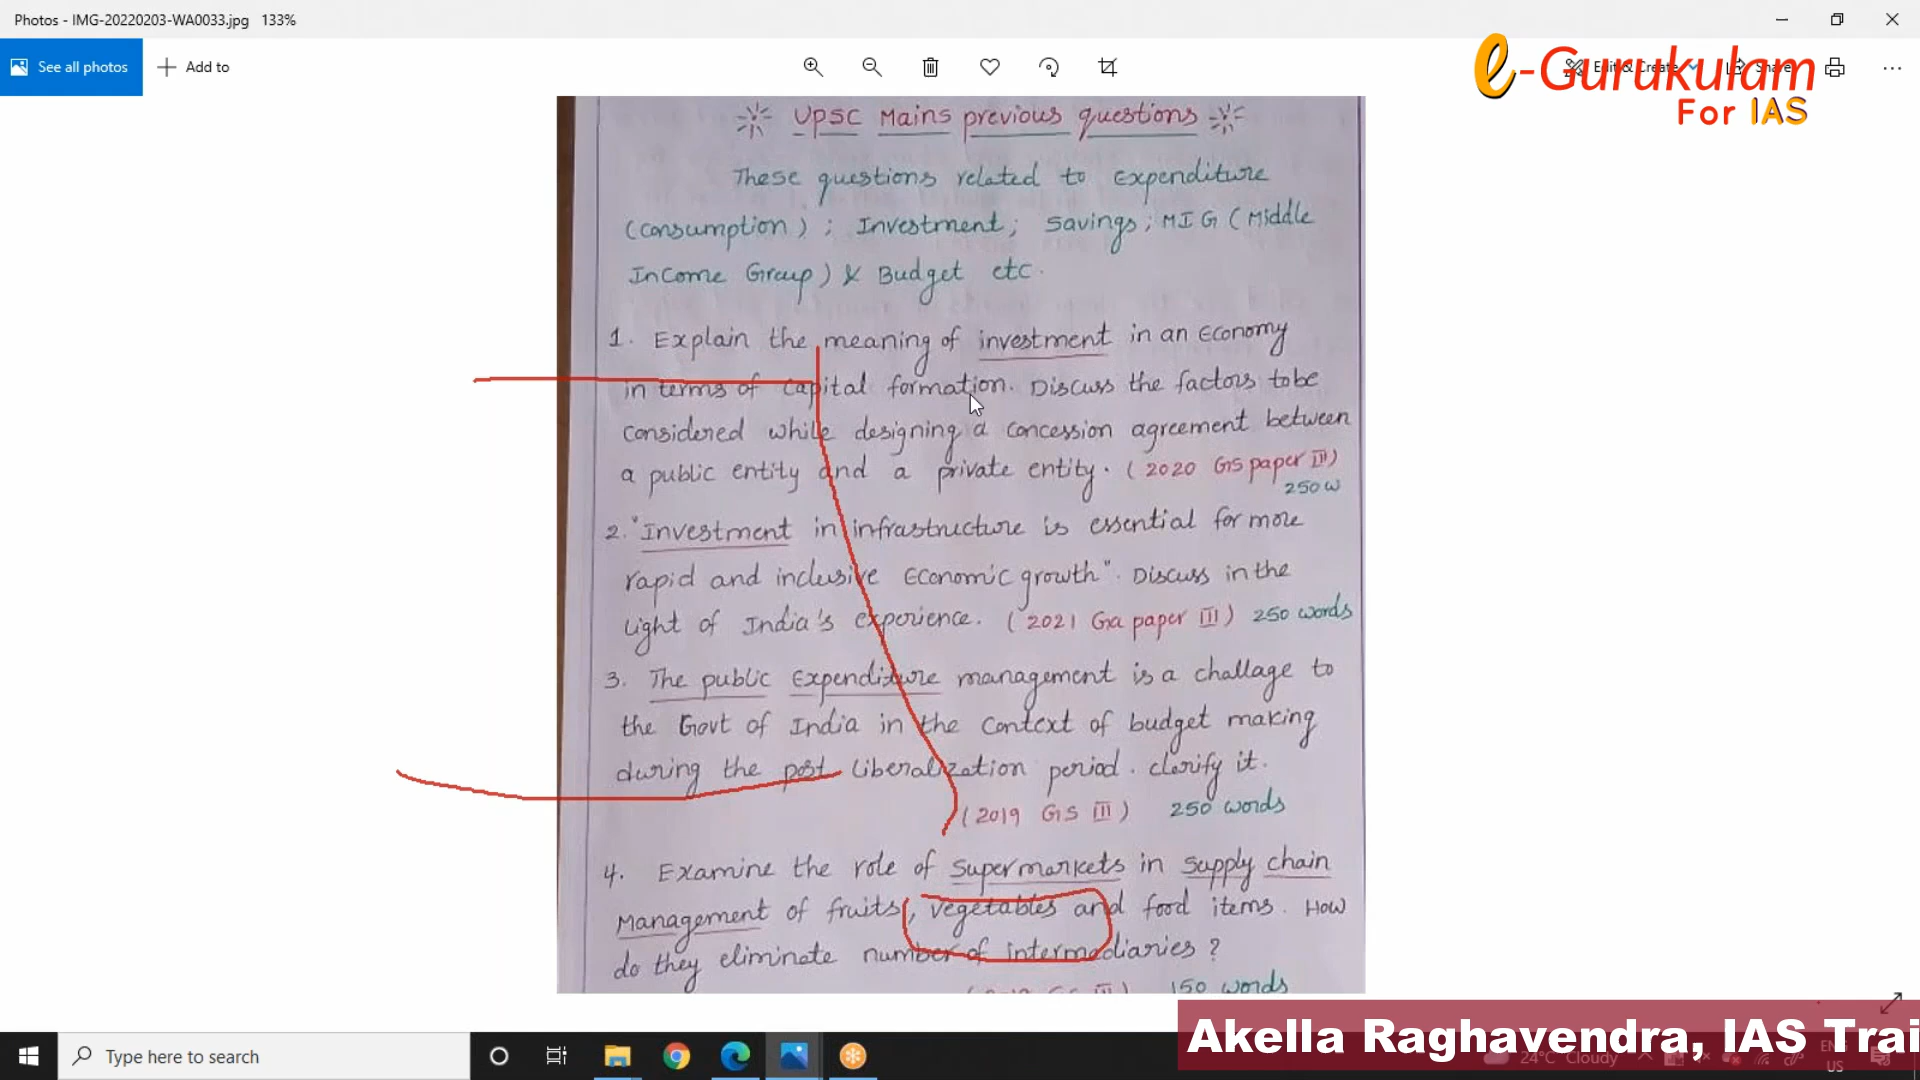 Photos - IMG-20220203-WA0033.jpg 133%
See all photos
Add to
Edit & Create
Share
e-Gurukulam
For IAS
UPSC Mains previous questions
These questions related to Expenditure
(Consumption) ; Investment; Savings; MIG (Middle
Income Group) & Budget etc.
1. Explain the meaning of investment in an Economy
in terms of capital formation. Discuss the factors to be
considered while designing a concession agreement between
a public entity and a private entity. (2020 GS paper III)
250 W
2. "Investment in infrastructure is essential for more
rapid and inclusive Economic growth". Discuss in the
light of India's experience. (2021 Gs paper III) 250 words
3. The public Expenditure management is a challage to
the Govt of India in the context of budget making
during the post liberalization period. clarify it.
(2019 GS III) 250 words
4. Examine the role of supermarkets in supply chain
Management of fruits, vegetables and food items. How
do they eliminate number of intermediaries?
150 words
Akella Raghavendra, IAS Trai
Type here to search
24°C Cloudy
US